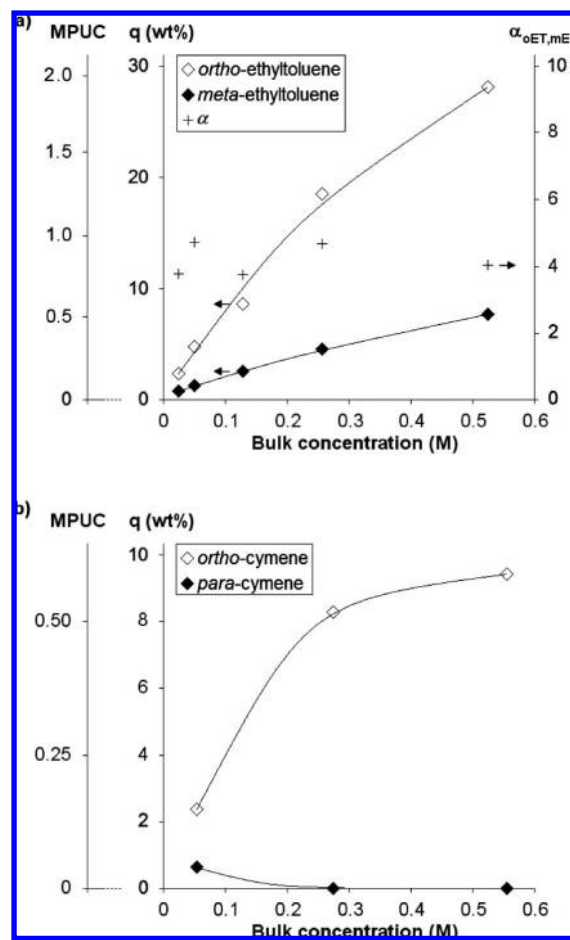 a)
MPUC q (wt%) αoET,mE
2.0 30 10
ortho-ethyltoluene
meta-ethyltoluene
α
8
1.5
20
6
1.0
4
10
0.5
2
0 0 0
0 0.1 0.2 0.3 0.4 0.5 0.6
Bulk concentration (M)
b)
MPUC q (wt%)
10
ortho-cymene
para-cymene
8
0.50
6
4
0.25
2
0 0
0 0.1 0.2 0.3 0.4 0.5 0.6
Bulk concentration (M)